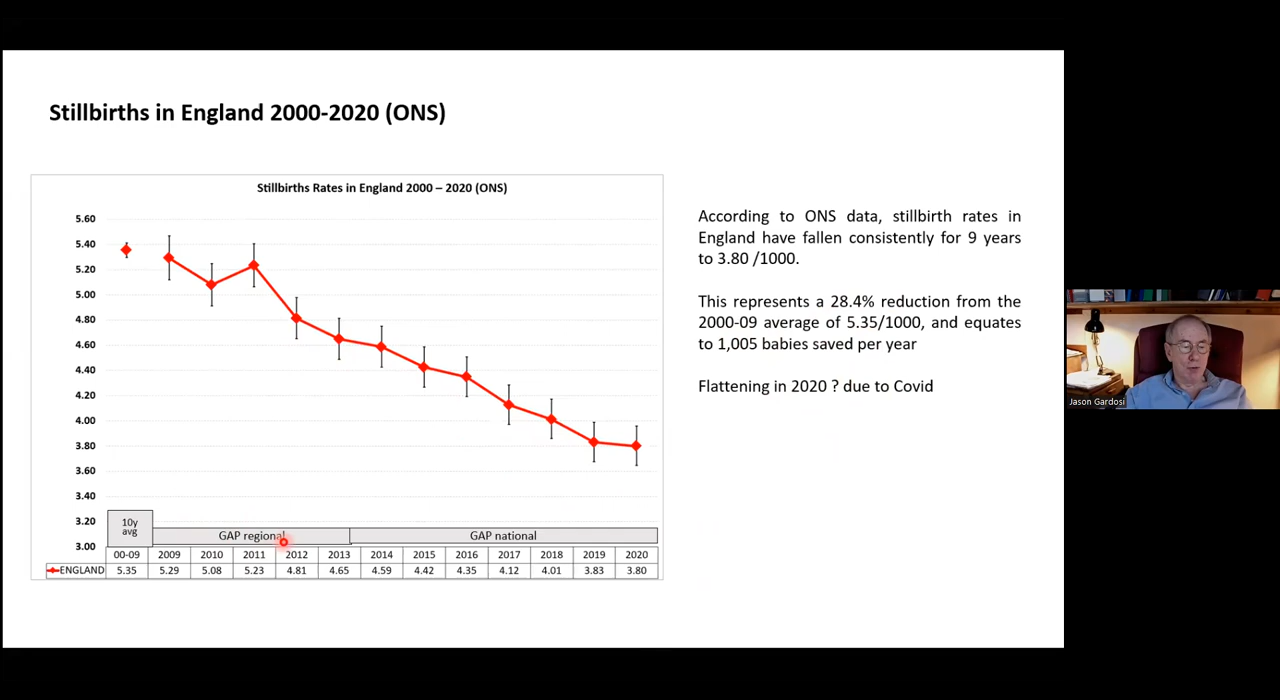 Stillbirths in England 2000-2020 (ONS)
Stillbirths Rates in England 2000 – 2020 (ONS)
5.60
5.40
5.20
5.00
4.80
4.60
4.40
4.20
4.00
3.80
3.60
3.40
3.20
3.00
10y
avg
GAP regional
GAP national
00-09 2009 2010 2011 2012 2013 2014 2015 2016 2017 2018 2019 2020
ENGLAND 5.35 5.29 5.08 5.23 4.81 4.65 4.59 4.42 4.35 4.12 4.01 3.83 3.80
According to ONS data, stillbirth rates in
England have fallen consistently for 9 years
to 3.80 /1000.
This represents a 28.4% reduction from the
2000-09 average of 5.35/1000, and equates
to 1,005 babies saved per year
Flattening in 2020 ? due to Covid
Jason Gardosi